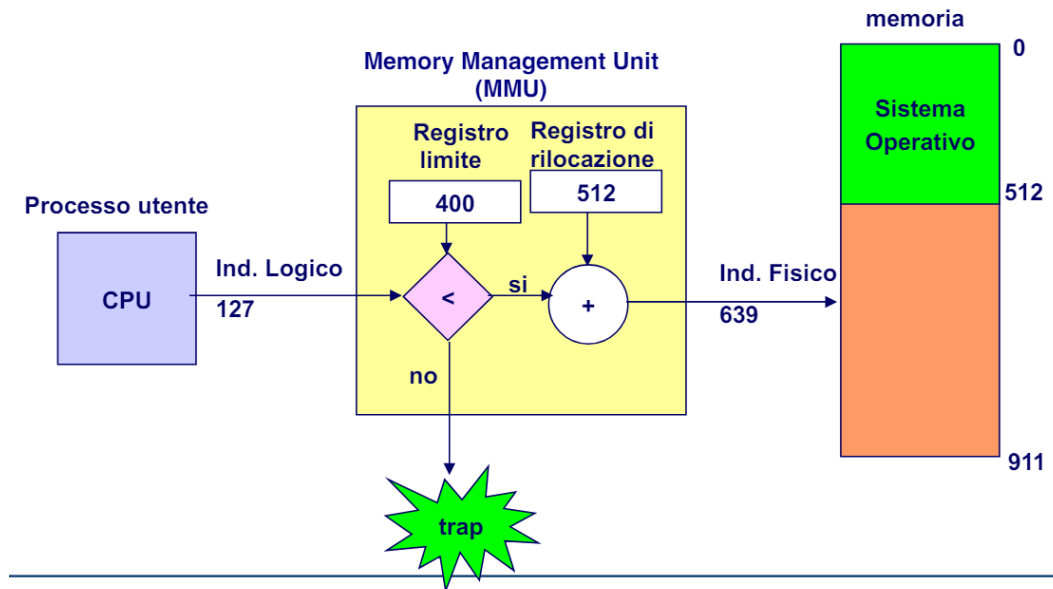 memoria
0
Memory Management Unit
(MMU)
Sistema
Operativo
Registro
limite
Registro di
rilocazione
400
512
512
Processo utente
Ind. Logico
Ind. Fisico
CPU
127
<
si
+
639
no
911
trap